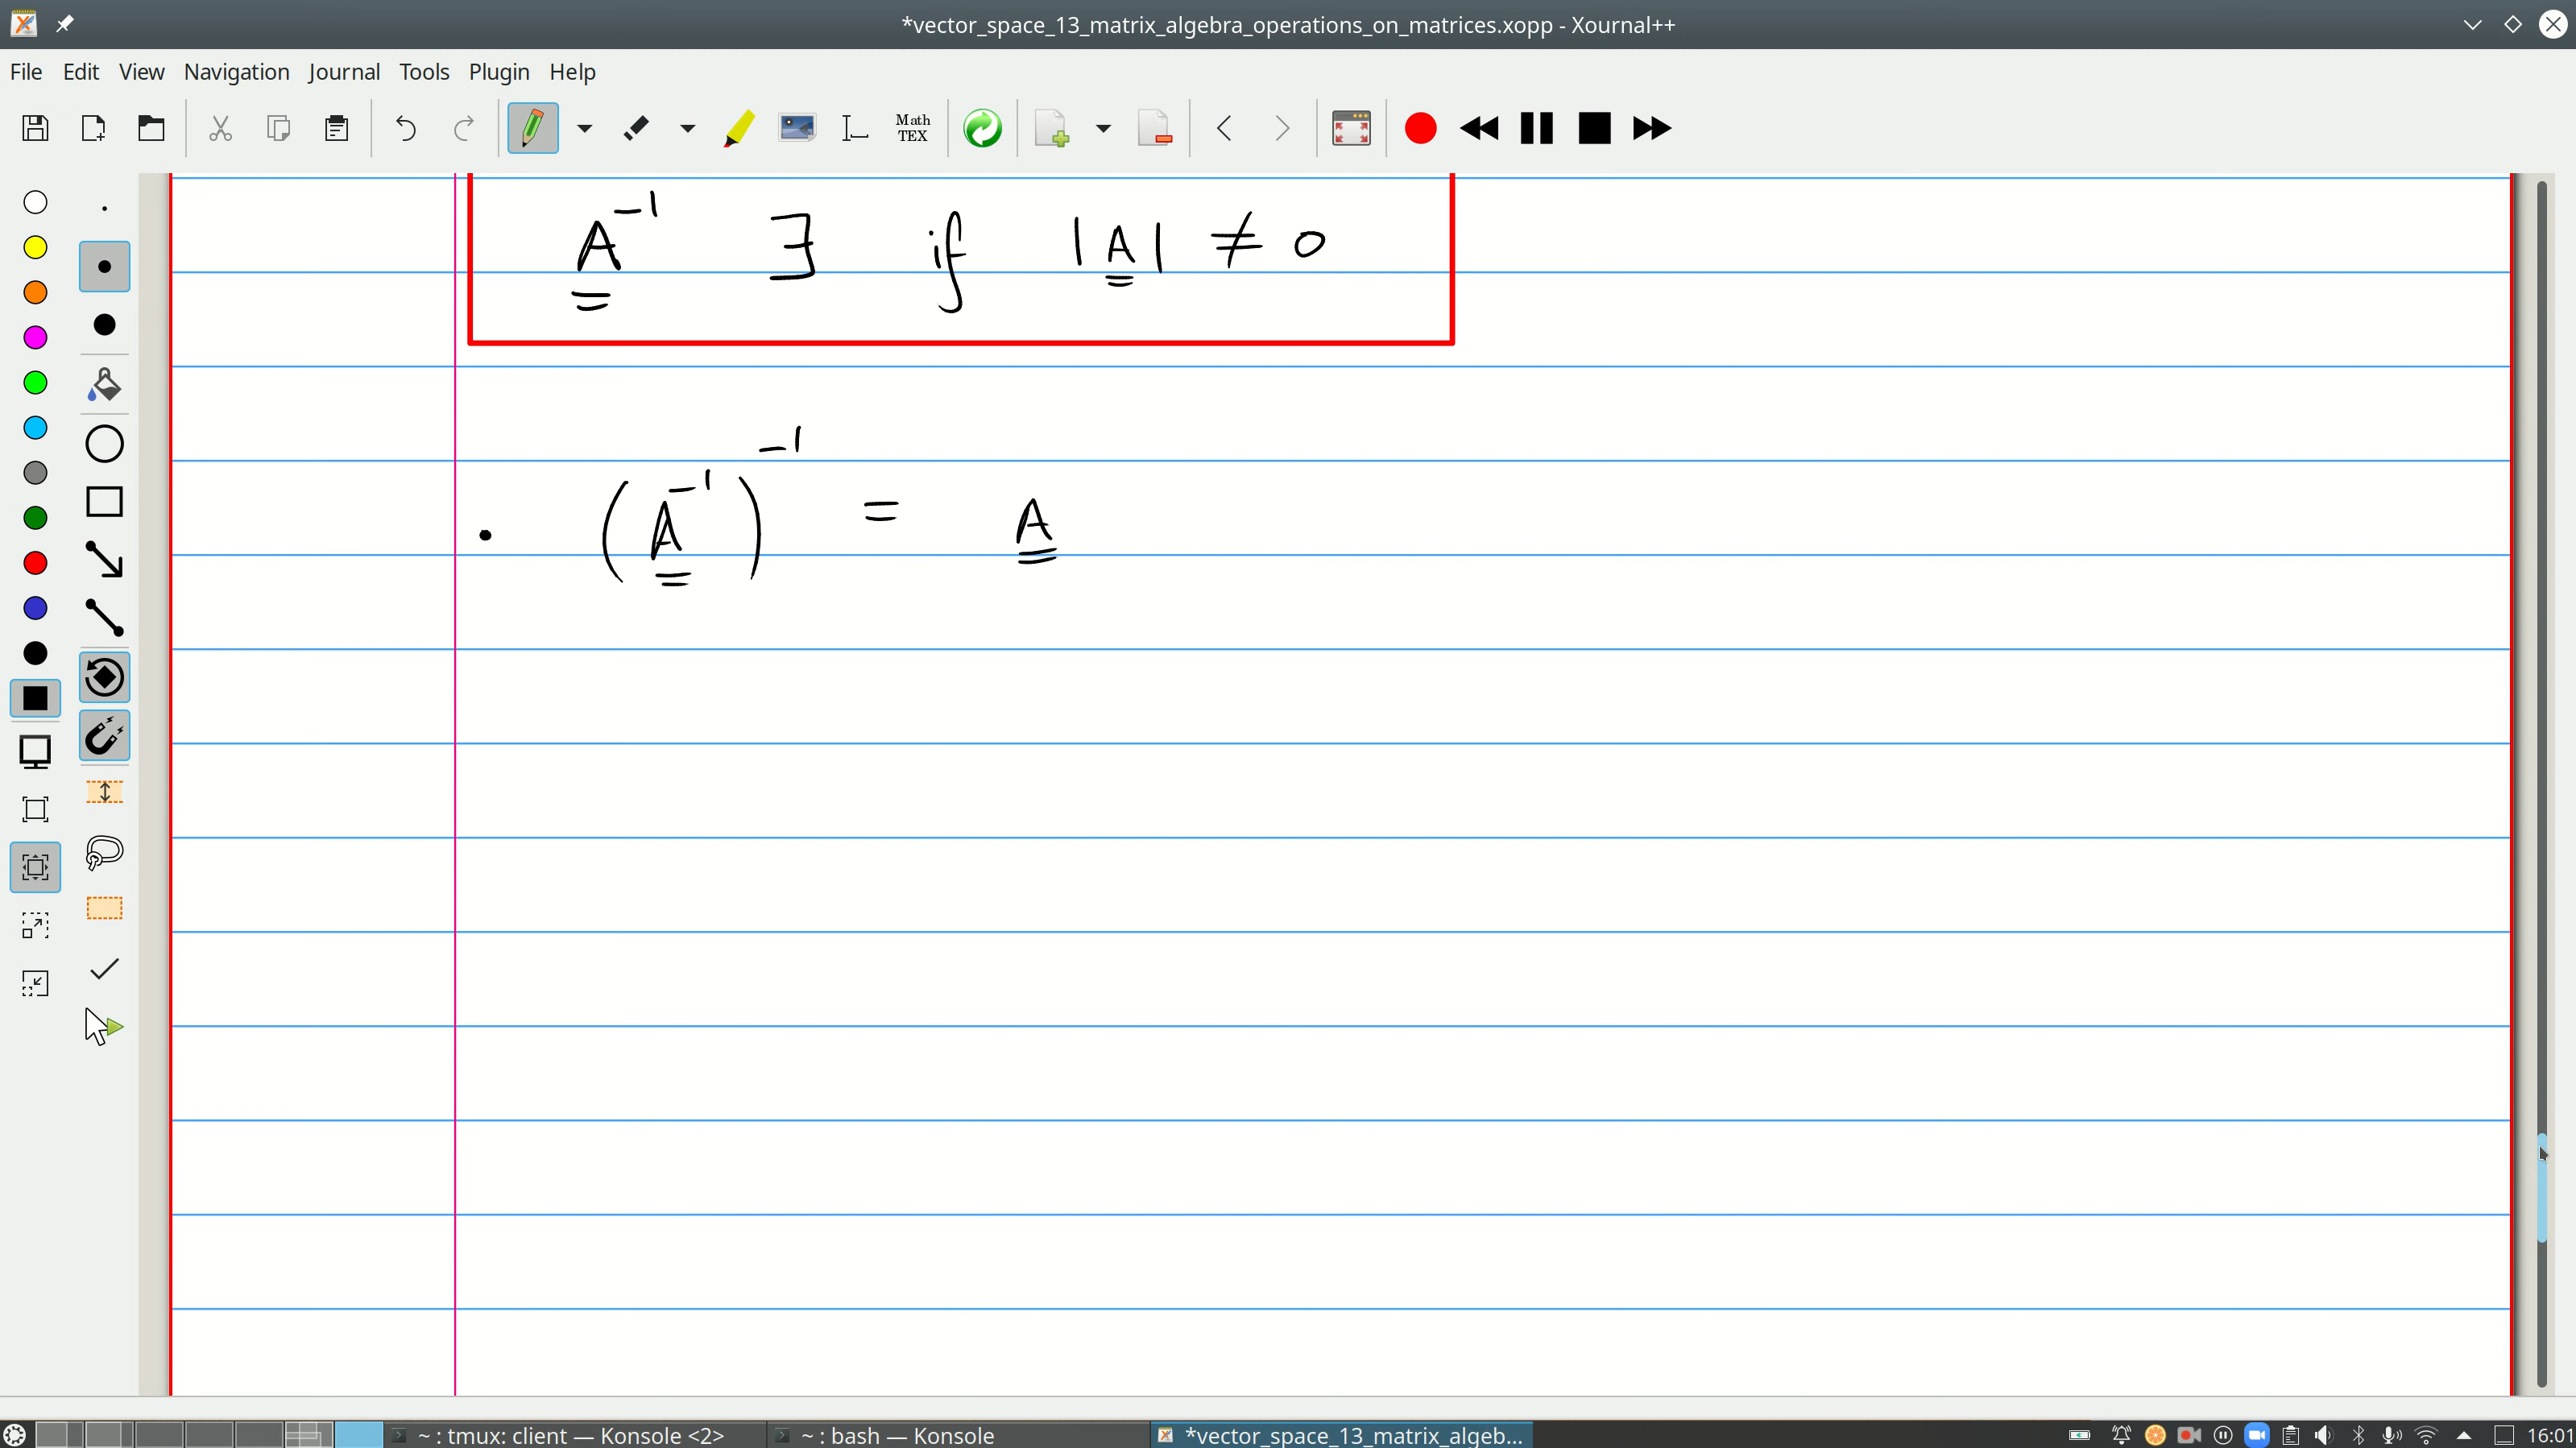 *vector_space_13_matrix_algebra_operations_on_matrices.xopp - Xournal++
File Edit View Navigation Journal Tools Plugin Help
Math
TEX
A⁻¹ ∃ if |A| ≠ 0
• (A⁻¹)⁻¹ = A
~ : tmux: client — Konsole <2> ~ : bash — Konsole *vector_space_13_matrix_algeb... 16:01